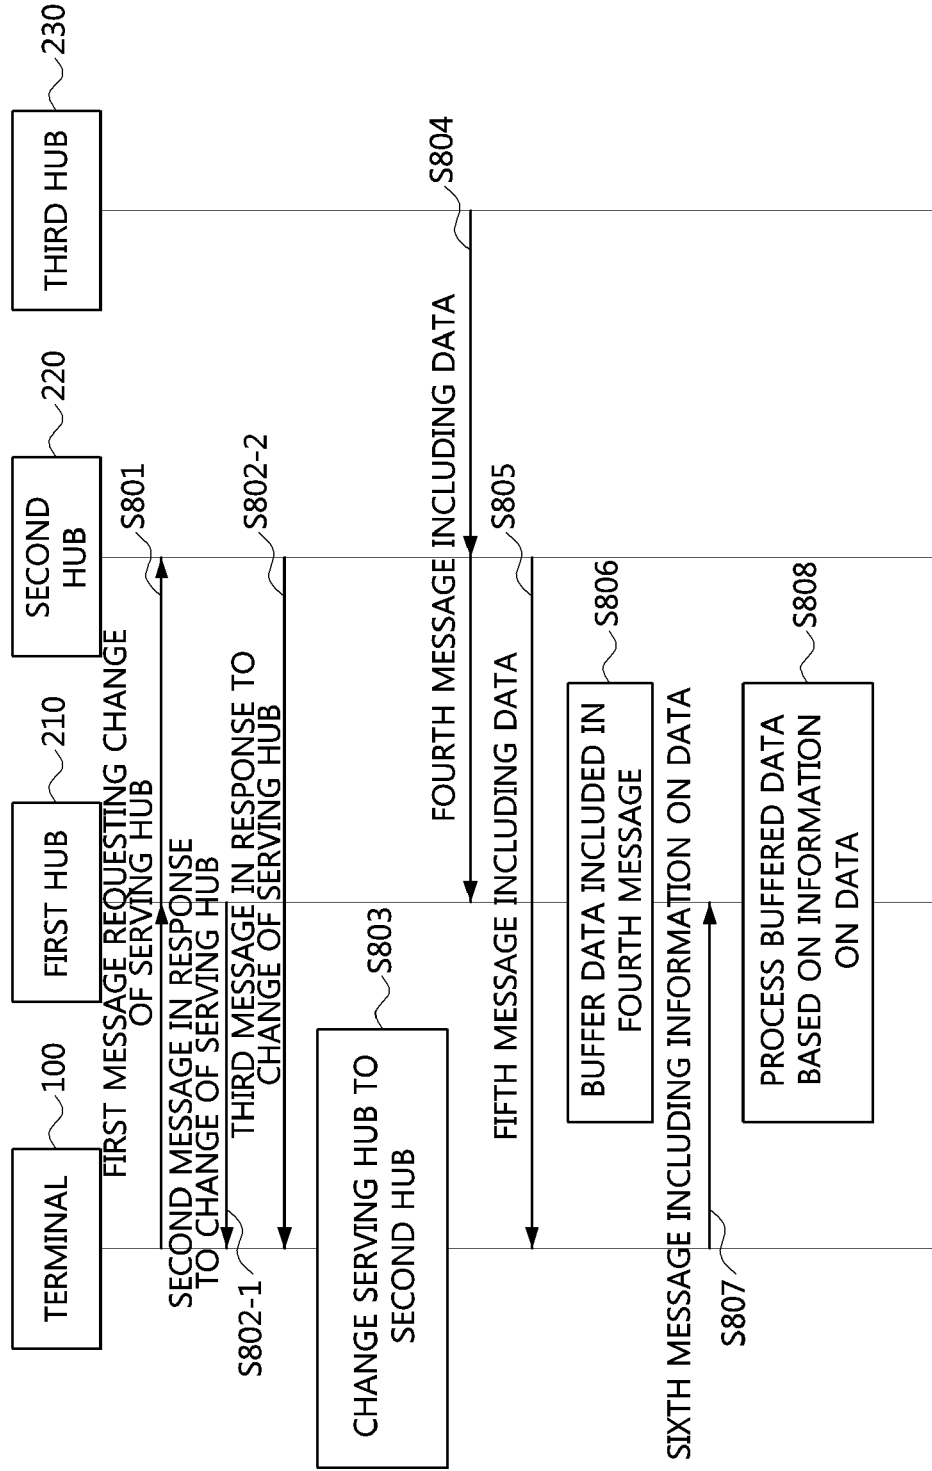 TERMINAL
100
FIRST HUB
210
SECOND
HUB
220
THIRD HUB
230
FIRST MESSAGE REQUESTING CHANGE
OF SERVING HUB
S801
SECOND MESSAGE IN RESPONSE
TO CHANGE OF SERVING HUB
S802-1
THIRD MESSAGE IN RESPONSE TO
CHANGE OF SERVING HUB
S802-2
CHANGE SERVING HUB TO
SECOND HUB
S803
FOURTH MESSAGE INCLUDING DATA
S804
FIFTH MESSAGE INCLUDING DATA
S805
BUFFER DATA INCLUDED IN
FOURTH MESSAGE
S806
SIXTH MESSAGE INCLUDING INFORMATION ON DATA
S807
PROCESS BUFFERED DATA
BASED ON INFORMATION
ON DATA
S808